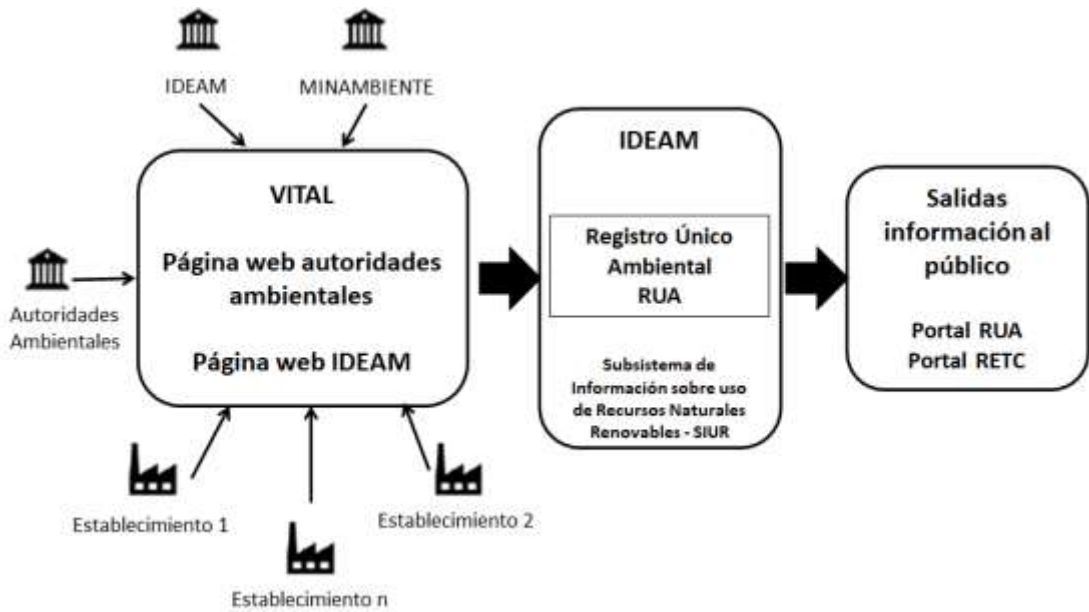 IDEAM
MINAMBIENTE
Autoridades
Ambientales
VITAL
Página web autoridades
ambientales
Página web IDEAM
Establecimiento 1
Establecimiento n
Establecimiento 2
IDEAM
Registro Único
Ambiental
RUA
Subsistema de
Información sobre uso
de Recursos Naturales
Renovables - SIUR
Salidas
información al
público
Portal RUA
Portal RETC